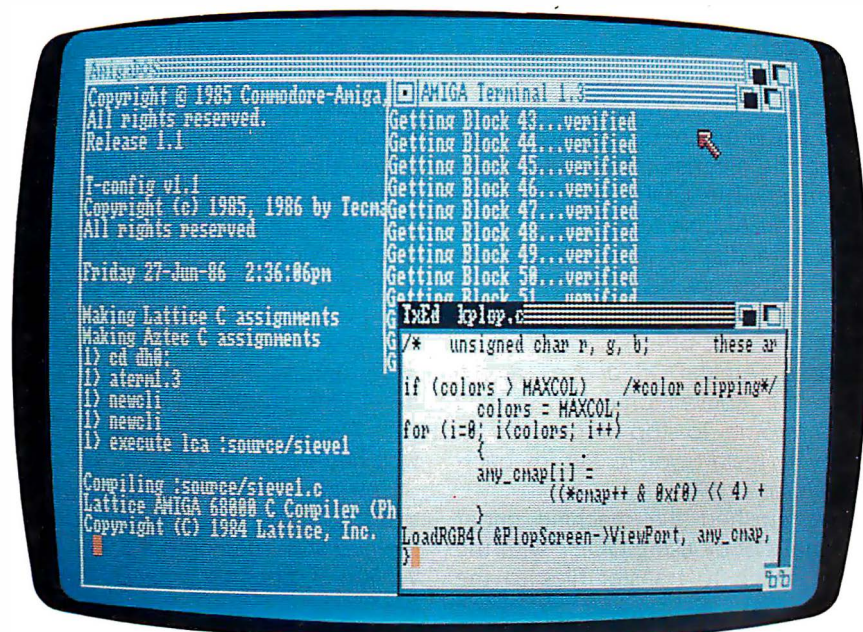 AmigaDOS
Copyright @ 1985 Commodore-Amiga,
All rights reserved.
Release 1.1
T-config v1.1
Copyright (c) 1985, 1986 by Tecma
All rights reserved
Friday 27-Jun-86 2:36:06pm
Making Lattice C assignments
Making Aztec C assignments
1> cd dh0:
1> aterm1.3
1> newcli
1> newcli
1> execute lca :source/sieve1
Compiling :source/sieve1.c
Lattice AMIGA 68000 C Compiler (Ph
Copyright (C) 1984 Lattice, Inc.
AMIGA Terminal 1.3
Getting Block 43...verified
Getting Block 44...verified
Getting Block 45...verified
Getting Block 46...verified
Getting Block 47...verified
Getting Block 48...verified
Getting Block 49...verified
Getting Block 50...verified
Getting Block 51...verified
G
G
G
TxEd kplop.c
/* unsigned char r, g, b; these ar
if (colors > MAXCOL) /*color clipping*/
colors = MAXCOL;
for (i=0; i<colors; i++)
{
any_cmap[i] =
((*cmap++ & 0xf0) << 4) +
}
LoadRGB4( &PlopScreen->ViewPort, any_cmap,
}